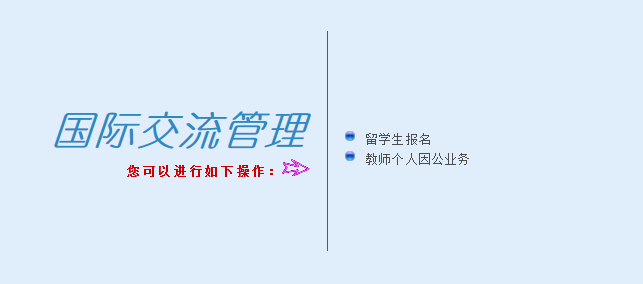 国际交流管理
您可以进行如下操作：
留学生报名
教师个人因公业务